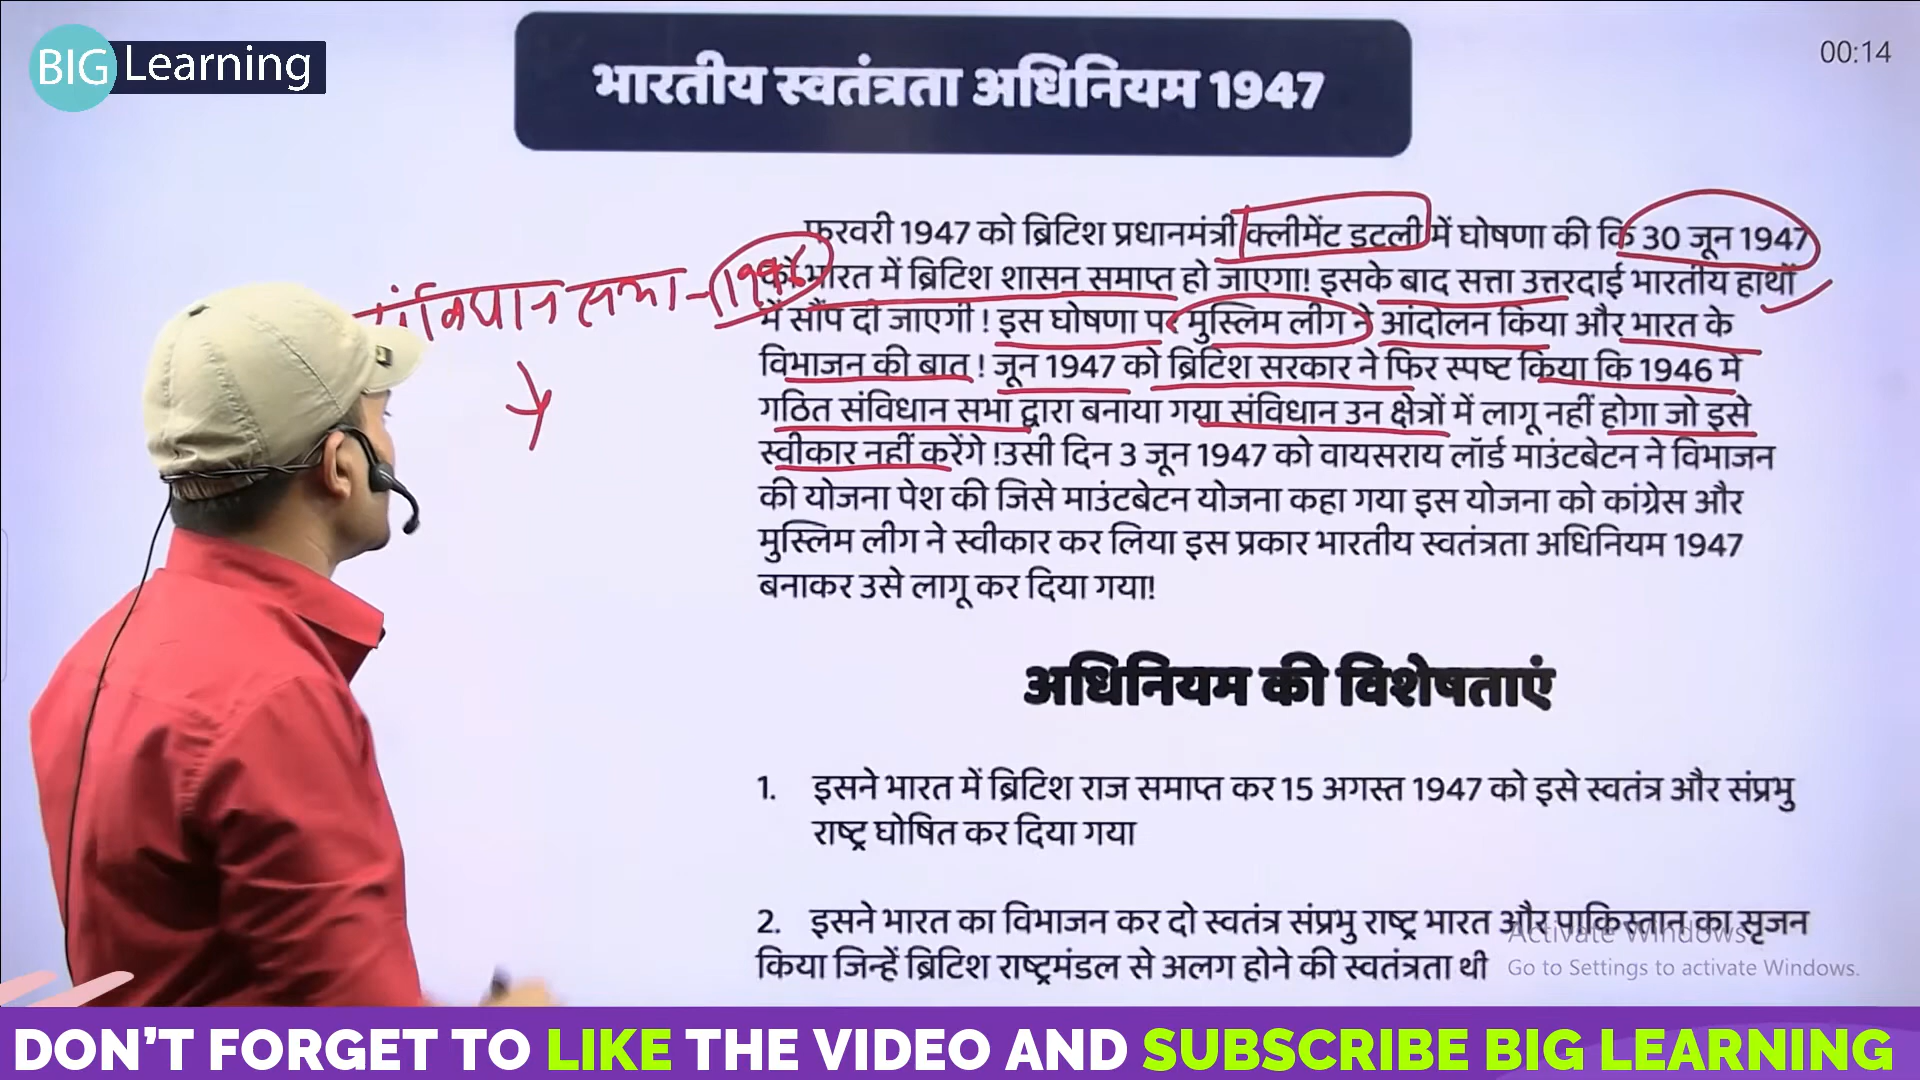 BIG Learning
00:14
भारतीय स्वतंत्रता अधिनियम 1947
फरवरी 1947 को ब्रिटिश प्रधानमंत्री क्लीमेंट इटली में घोषणा की कि 30 जून 1947
को भारत में ब्रिटिश शासन समाप्त हो जाएगा! इसके बाद सत्ता उत्तरदाई भारतीय हाथों
में सौंप दी जाएगी ! इस घोषणा पर मुस्लिम लीग ने आंदोलन किया और भारत के
विभाजन की बात ! जून 1947 को ब्रिटिश सरकार ने फिर स्पष्ट किया कि 1946 में
गठित संविधान सभा द्वारा बनाया गया संविधान उन क्षेत्रों में लागू नहीं होगा जो इसे
स्वीकार नहीं करेंगे !उसी दिन 3 जून 1947 को वायसराय लॉर्ड माउंटबेटन ने विभाजन
की योजना पेश की जिसे माउंटबेटन योजना कहा गया इस योजना को कांग्रेस और
मुस्लिम लीग ने स्वीकार कर लिया इस प्रकार भारतीय स्वतंत्रता अधिनियम 1947
बनाकर उसे लागू कर दिया गया!
संविधान सभा - 1946
अधिनियम की विशेषताएं
1. इसने भारत में ब्रिटिश राज समाप्त कर 15 अगस्त 1947 को इसे स्वतंत्र और संप्रभु
राष्ट्र घोषित कर दिया गया
2. इसने भारत का विभाजन कर दो स्वतंत्र संप्रभु राष्ट्र भारत और पाकिस्तान का सृजन
किया जिन्हें ब्रिटिश राष्ट्रमंडल से अलग होने की स्वतंत्रता थी
Activate Windows
Go to Settings to activate Windows.
DON'T FORGET TO LIKE THE VIDEO AND SUBSCRIBE BIG LEARNING